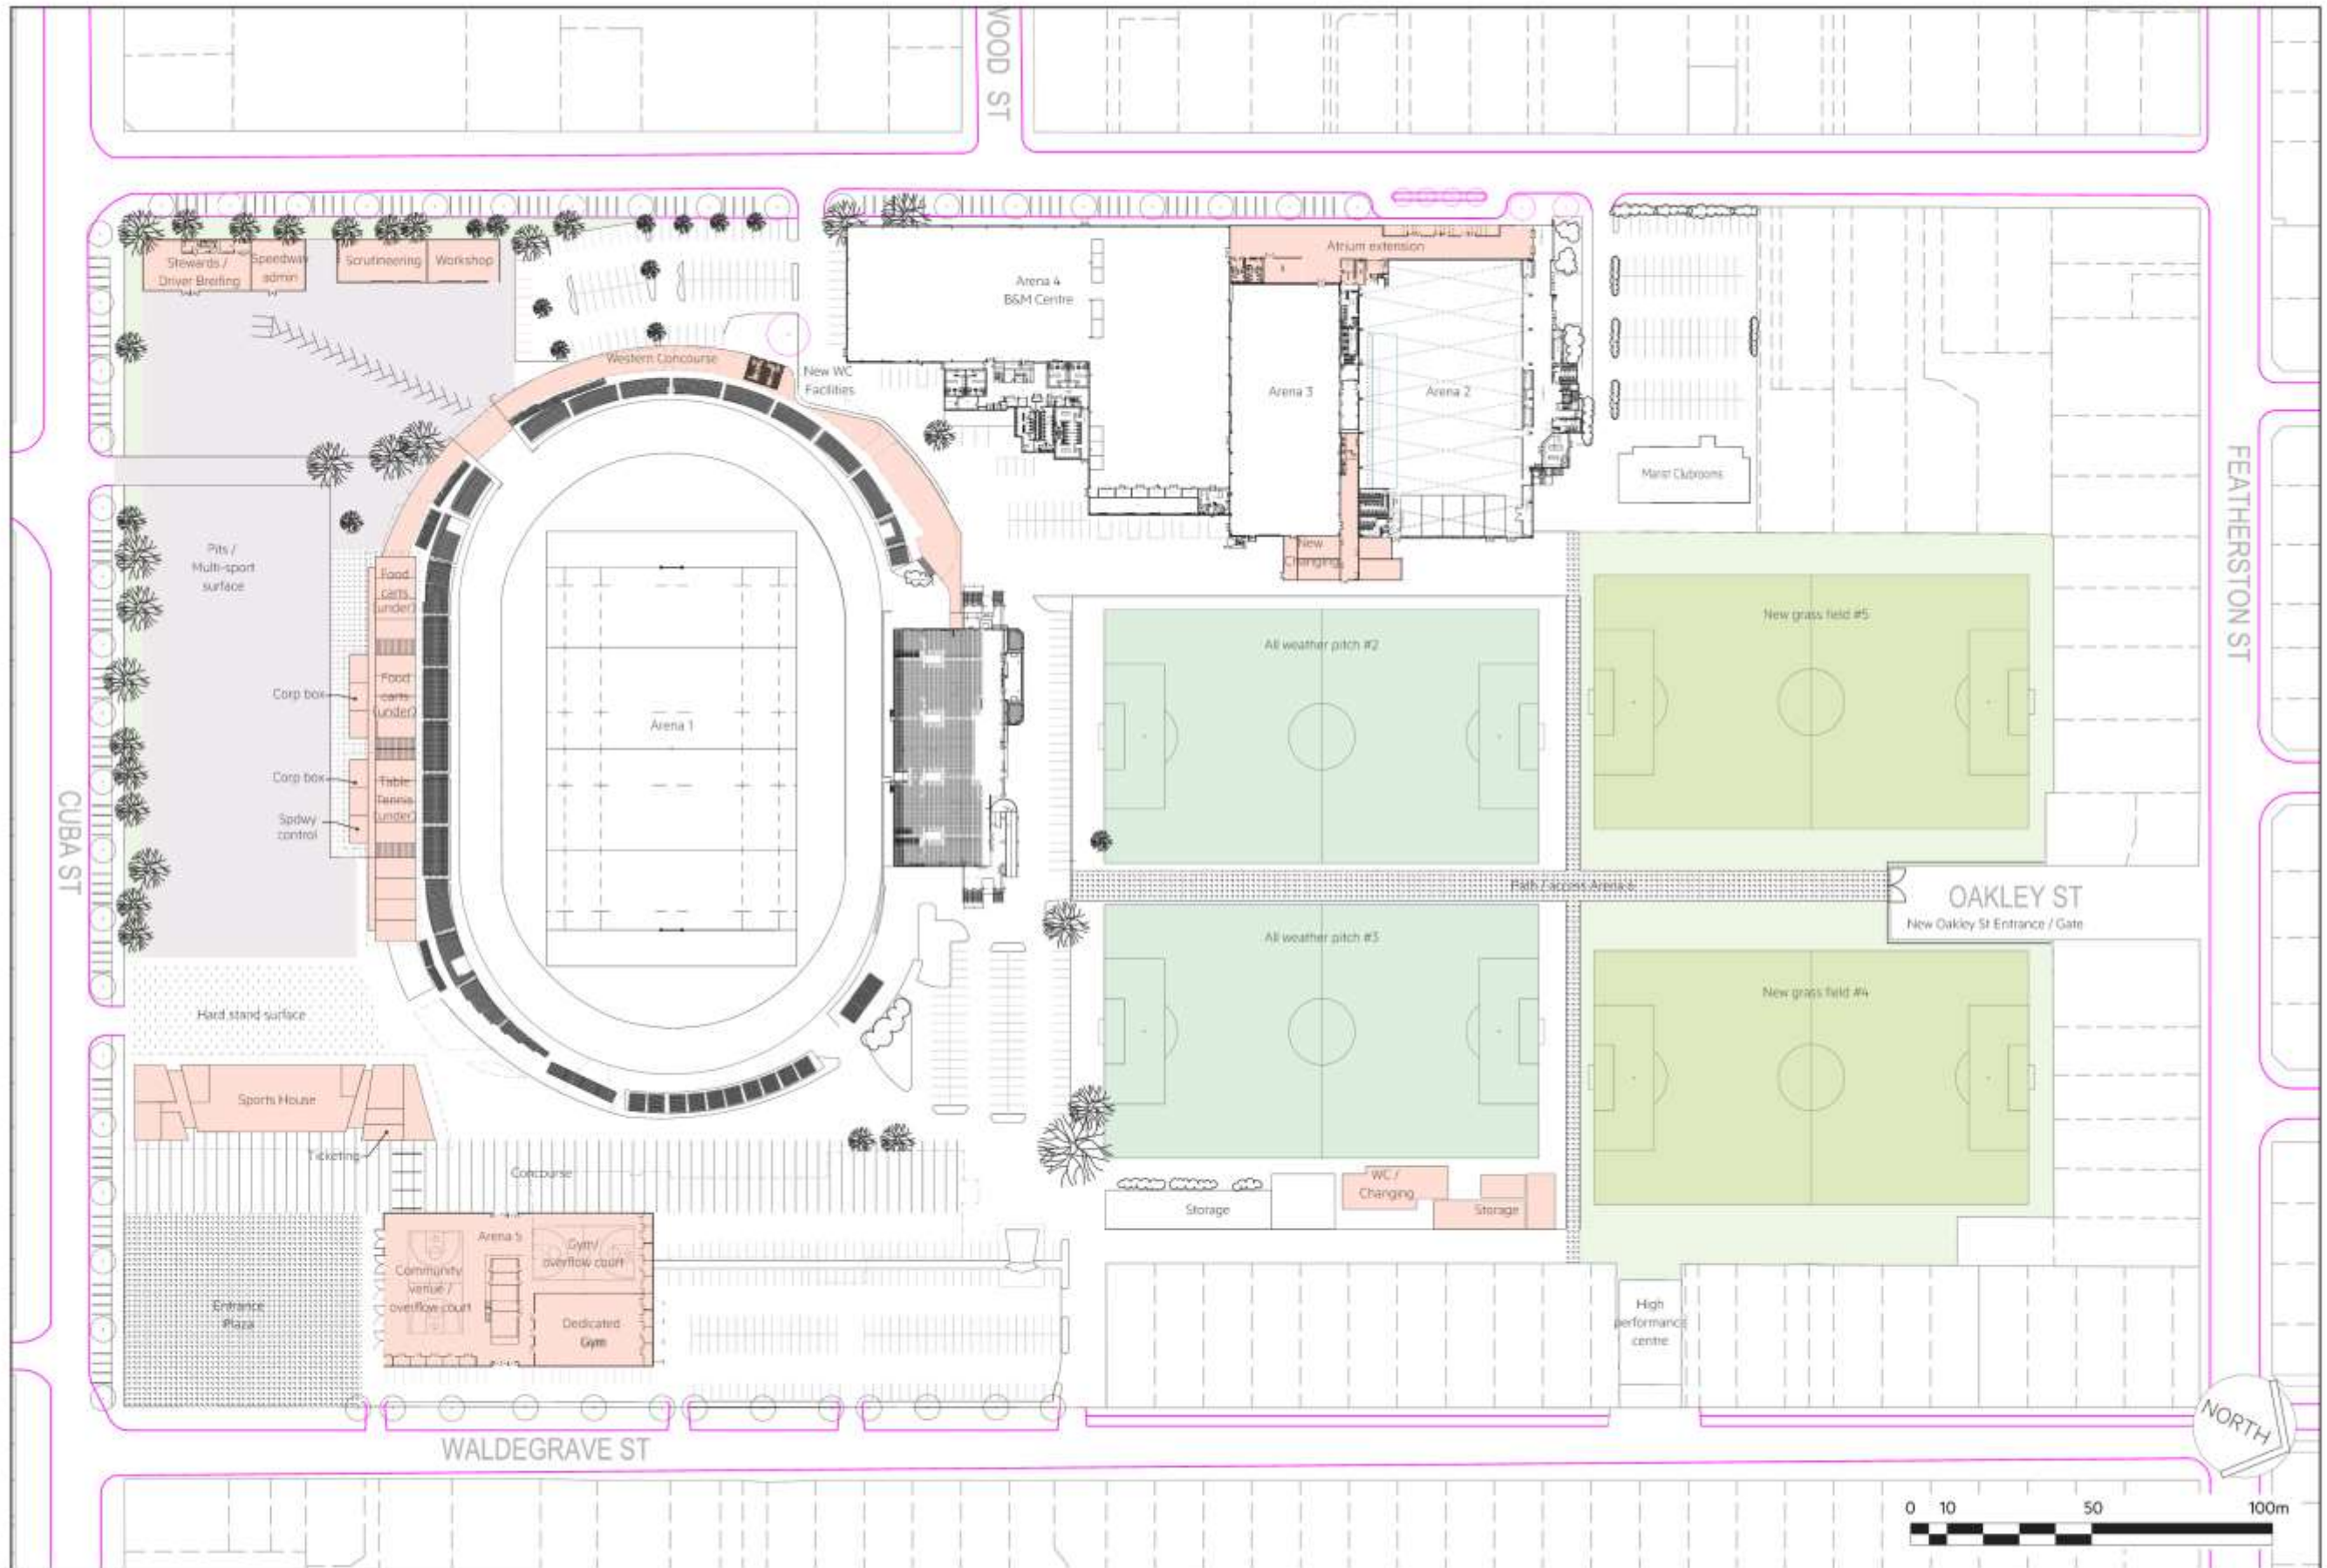 WOOD ST
Stewards /
Driver Breifing
Speedway
admin
Scrutineering
Workshop
Western Concourse
New WC
Facilities
Arena 4
B&M Centre
Atrium extension
Arena 3
Arena 2
Marist Clubrooms
FEATHERSTON ST
Pits /
Multi-sport
surface
Food
carts
(under)
New
Changing
Corp box
Food
carts
(under)
Corp box
Table
Tennis
(under)
Spdwy
control
Arena 1
All weather pitch #2
New grass field #5
CUBA ST
Path / access Arena 6
OAKLEY ST
New Oakley St Entrance / Gate
All weather pitch #3
New grass field #4
Hard stand surface
Sports House
Ticketing
Concourse
WC /
Changing
Storage
Storage
Arena 5
Gym/
overflow court
Community
venue /
overflow court
Entrance
Plaza
Dedicated
Gym
High
performance
centre
WALDEGRAVE ST
NORTH
0 10 50 100m